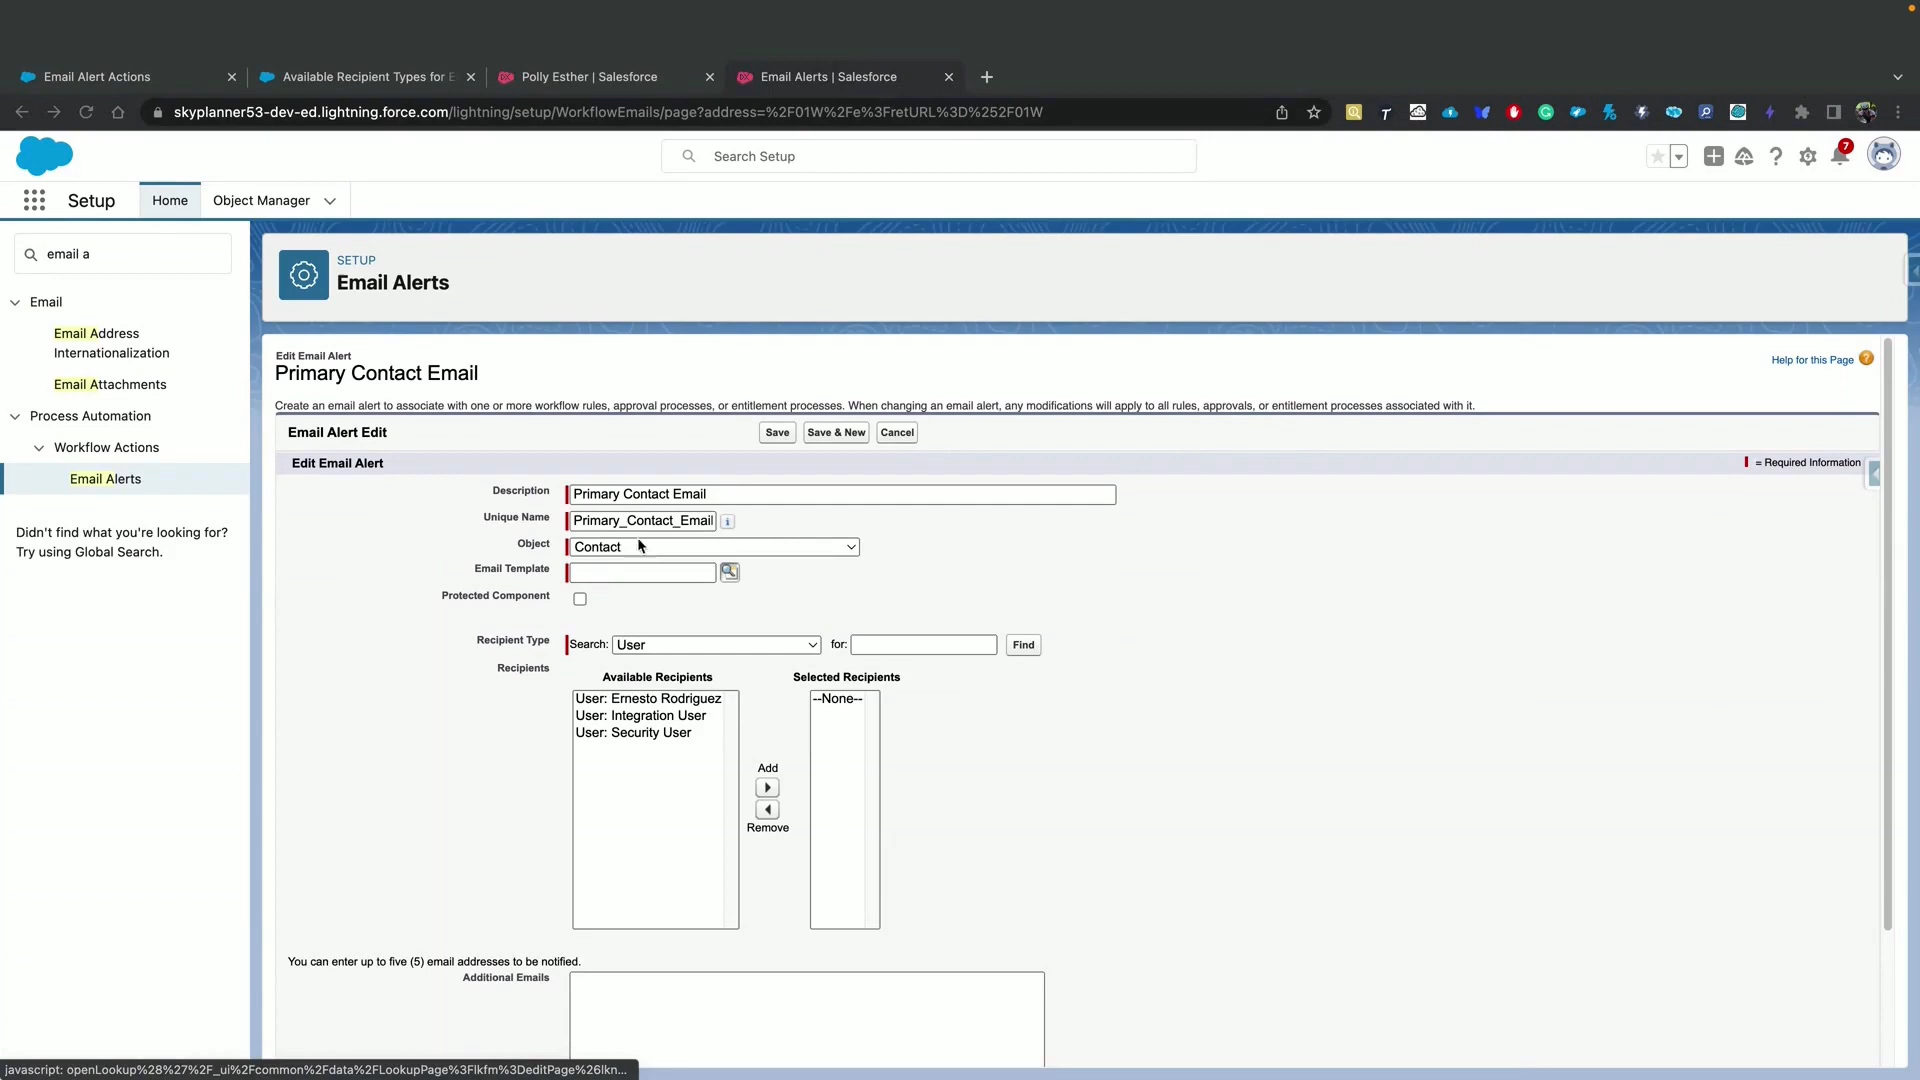 Email Alert Actions
Available Recipient Types for E
Polly Esther | Salesforce
Email Alerts | Salesforce
skyplanner53-dev-ed.lightning.force.com/lightning/setup/WorkflowEmails/page?address=%2F01W%2Fe%3FretURL%3D%252F01W
Search Setup
7
Setup
Home
Object Manager
email a
Email
Email Address
Internationalization
Email Attachments
Process Automation
Workflow Actions
Email Alerts
Didn't find what you're looking for?
Try using Global Search.
SETUP
Email Alerts
Edit Email Alert
Primary Contact Email
Help for this Page
Create an email alert to associate with one or more workflow rules, approval processes, or entitlement processes. When changing an email alert, any modifications will apply to all rules, approvals, or entitlement processes associated with it.
Email Alert Edit
Save
Save & New
Cancel
Edit Email Alert
= Required Information
Description
Primary Contact Email
Unique Name
Primary_Contact_Email
Object
Contact
Email Template
Protected Component
Recipient Type
Search: User
for:
Find
Recipients
Available Recipients
Selected Recipients
User: Ernesto Rodriguez
User: Integration User
User: Security User
--None--
Add
Remove
You can enter up to five (5) email addresses to be notified.
Additional Emails
javascript: openLookup%28%27%2F_ui%2Fcommon%2Fdata%2FLookupPage%3Flkfm%3DeditPage%26lkn...